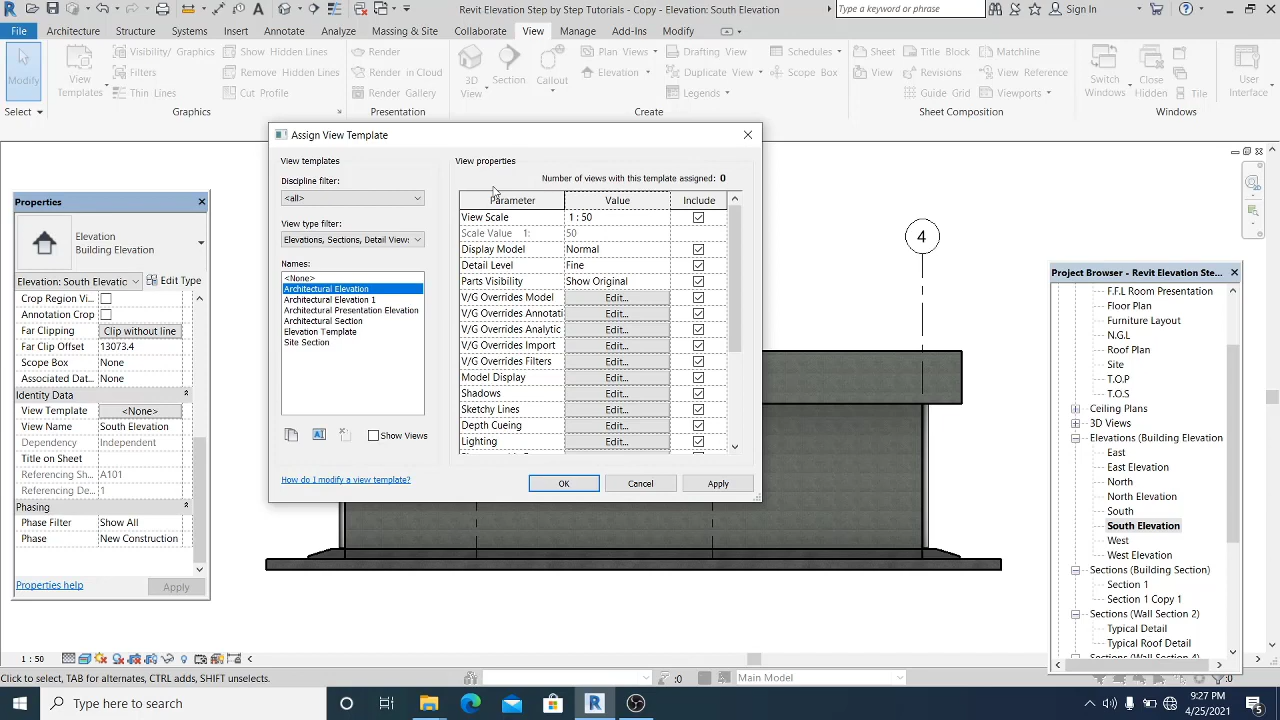 Revit Elevation Step by Step Tutorials - Copy - Elevation: South Elevation
Type a keyword or phrase
Sign In
File Architecture Structure Systems Insert Annotate Analyze Massing & Site Collaborate View Manage Add-Ins Modify
Modify
View
Templates
Visibility/ Graphics
Filters
Thin Lines
Show Hidden Lines
Remove Hidden Lines
Cut Profile
Render
Render in Cloud
Render Gallery
3D
View
Section
Callout
Plan Views
Elevation
Drafting View
Duplicate View
Legends
Schedules
Scope Box
Sheet
View
Title Block
Revisions
Guide Grid
Matchline
View Reference
Viewports
Switch
Windows
Close
Hidden
Tile
User
Interface
Select
Graphics
Presentation
Create
Sheet Composition
Windows
Properties
Elevation
Building Elevation
Elevation: South Elevatic
Edit Type
Crop Region Vi...
Annotation Crop
Far Clipping Clip without line
Far Clip Offset 13073.4
Scope Box None
Associated Dat... None
Identity Data
View Template <None>
View Name South Elevation
Dependency Independent
Title on Sheet
Referencing Sh... A101
Referencing De... 1
Phasing
Phase Filter Show All
Phase New Construction
Properties help
Apply
Assign View Template
View templates
Discipline filter:
<all>
View type filter:
Elevations, Sections, Detail View:
Names:
<None>
Architectural Elevation
Architectural Elevation 1
Architectural Presentation Elevation
Architectural Section
Elevation Template
Site Section
Show Views
How do I modify a view template?
View properties
Number of views with this template assigned: 0
Parameter Value Include
View Scale 1 : 50
Scale Value 1: 50
Display Model Normal
Detail Level Fine
Parts Visibility Show Original
V/G Overrides Model Edit...
V/G Overrides Annotati Edit...
V/G Overrides Analytic Edit...
V/G Overrides Import Edit...
V/G Overrides Filters Edit...
Model Display Edit...
Shadows Edit...
Sketchy Lines Edit...
Depth Cueing Edit...
Lighting Edit...
OK Cancel Apply
4
Project Browser - Revit Elevation Ste...
F.F.L Room Presentation
Floor Plan
Furniture Layout
N.G.L
Roof Plan
Site
T.O.P
T.O.S
Ceiling Plans
3D Views
Elevations (Building Elevation
East
East Elevation
North
North Elevation
South
South Elevation
West
West Elevation
Sections (Building Section)
Section 1
Section 1 Copy 1
Sections (Wall Section 2)
Typical Detail
Typical Roof Detail
1 : 50
Click to select, TAB for alternates, CTRL adds, SHIFT unselects.
:0
Main Model
:0
Type here to search
9:27 PM
4/25/2021